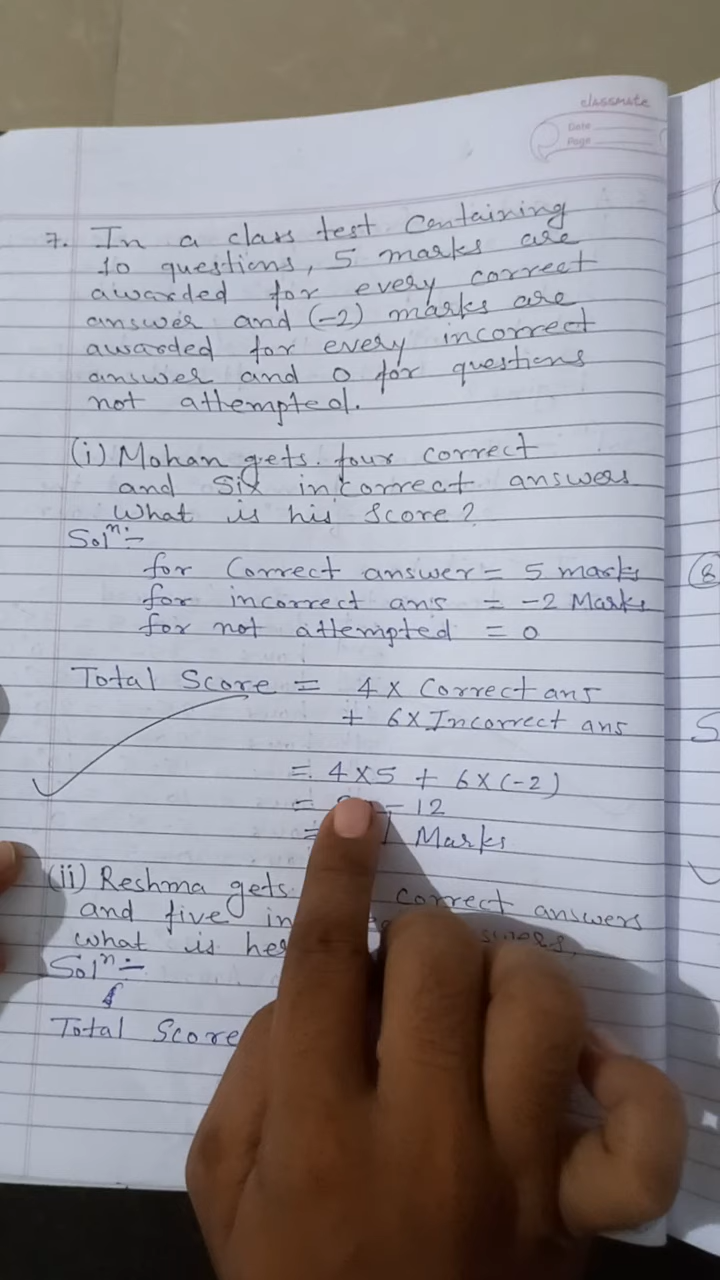 classmate
Date
Page
7. In a class test containing
10 questions, 5 marks are
awarded for every correct
answer and (-2) marks are
awarded for every incorrect
answer and 0 for questions
not attempted.
(i) Mohan gets four correct
and Six incorrect answers
What is his Score?
Solⁿ:-
for Correct answer = 5 marks
for incorrect ans = -2 Marks
for not attempted = 0
Total Score = 4 × Correct ans
+ 6 × Incorrect ans
= 4 × 5 + 6 × (-2)
= - 12
= Marks
(ii) Reshma gets correct answers
and five
what is her
Solⁿ:-
Total Score
(8
S